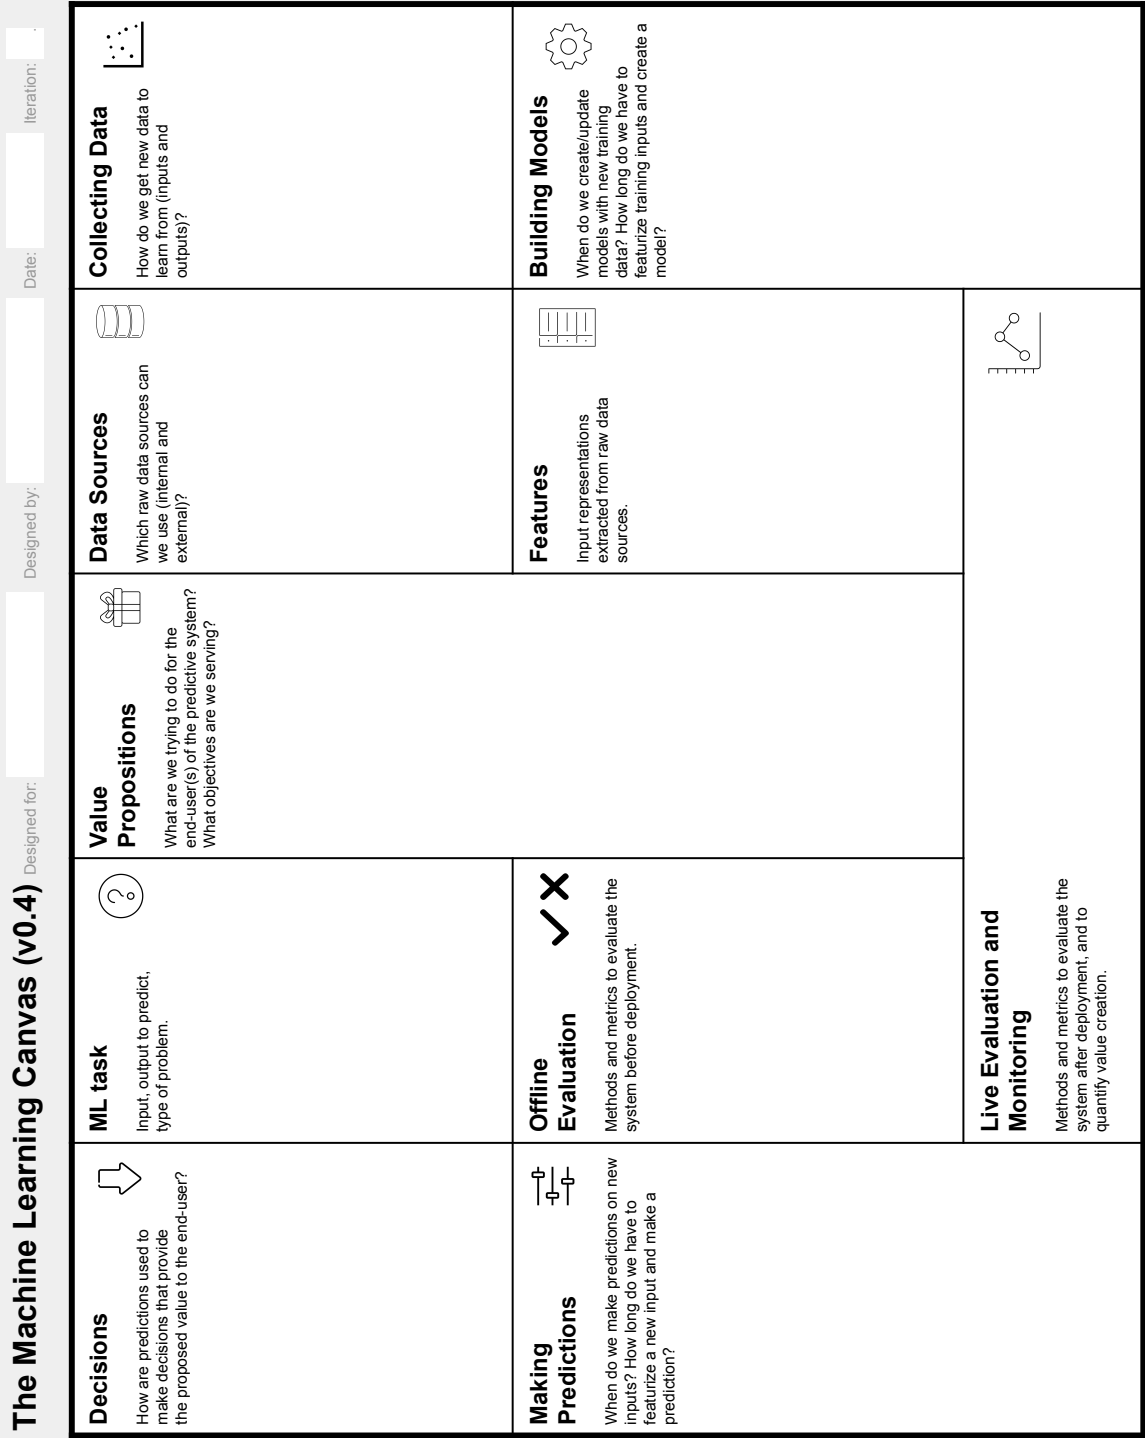 The Machine Learning Canvas (v0.4)
Designed for:
Designed by:
Date:
Iteration:
Decisions
How are predictions used to
make decisions that provide
the proposed value to the end-user?
ML task
Input, output to predict,
type of problem.
Value
Propositions
What are we trying to do for the
end-user(s) of the predictive system?
What objectives are we serving?
Data Sources
Which raw data sources can
we use (internal and
external)?
Collecting Data
How do we get new data to
learn from (inputs and
outputs)?
Making
Predictions
When do we make predictions on new
inputs? How long do we have to
featurize a new input and make a
prediction?
Offline
Evaluation
Methods and metrics to evaluate the
system before deployment.
Features
Input representations
extracted from raw data
sources.
Building Models
When do we create/update
models with new training
data? How long do we have to
featurize training inputs and create a
model?
Live Evaluation and
Monitoring
Methods and metrics to evaluate the
system after deployment, and to
quantify value creation.